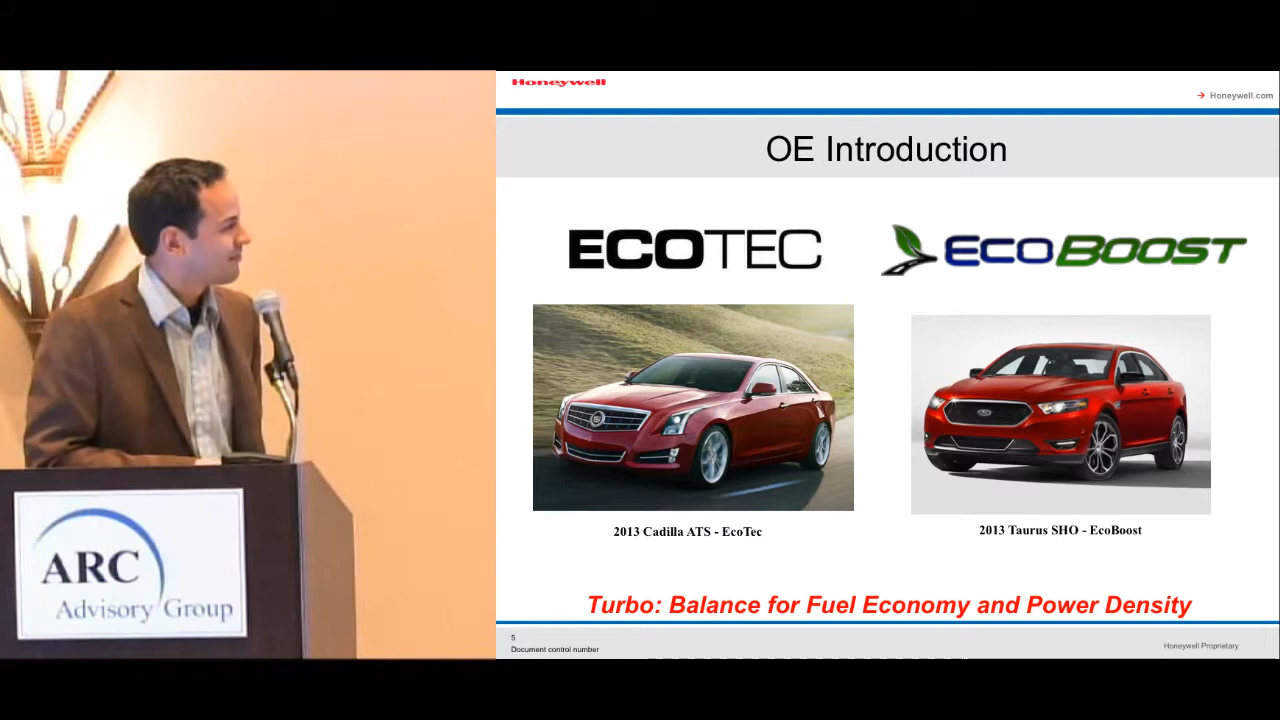 ARC
Advisory Group
Honeywell
→ Honeywell.com
OE Introduction
ECOTEC
ECOBOOST
2013 Cadilla ATS - EcoTec
2013 Taurus SHO - EcoBoost
Turbo: Balance for Fuel Economy and Power Density
5
Document control number
Honeywell Proprietary